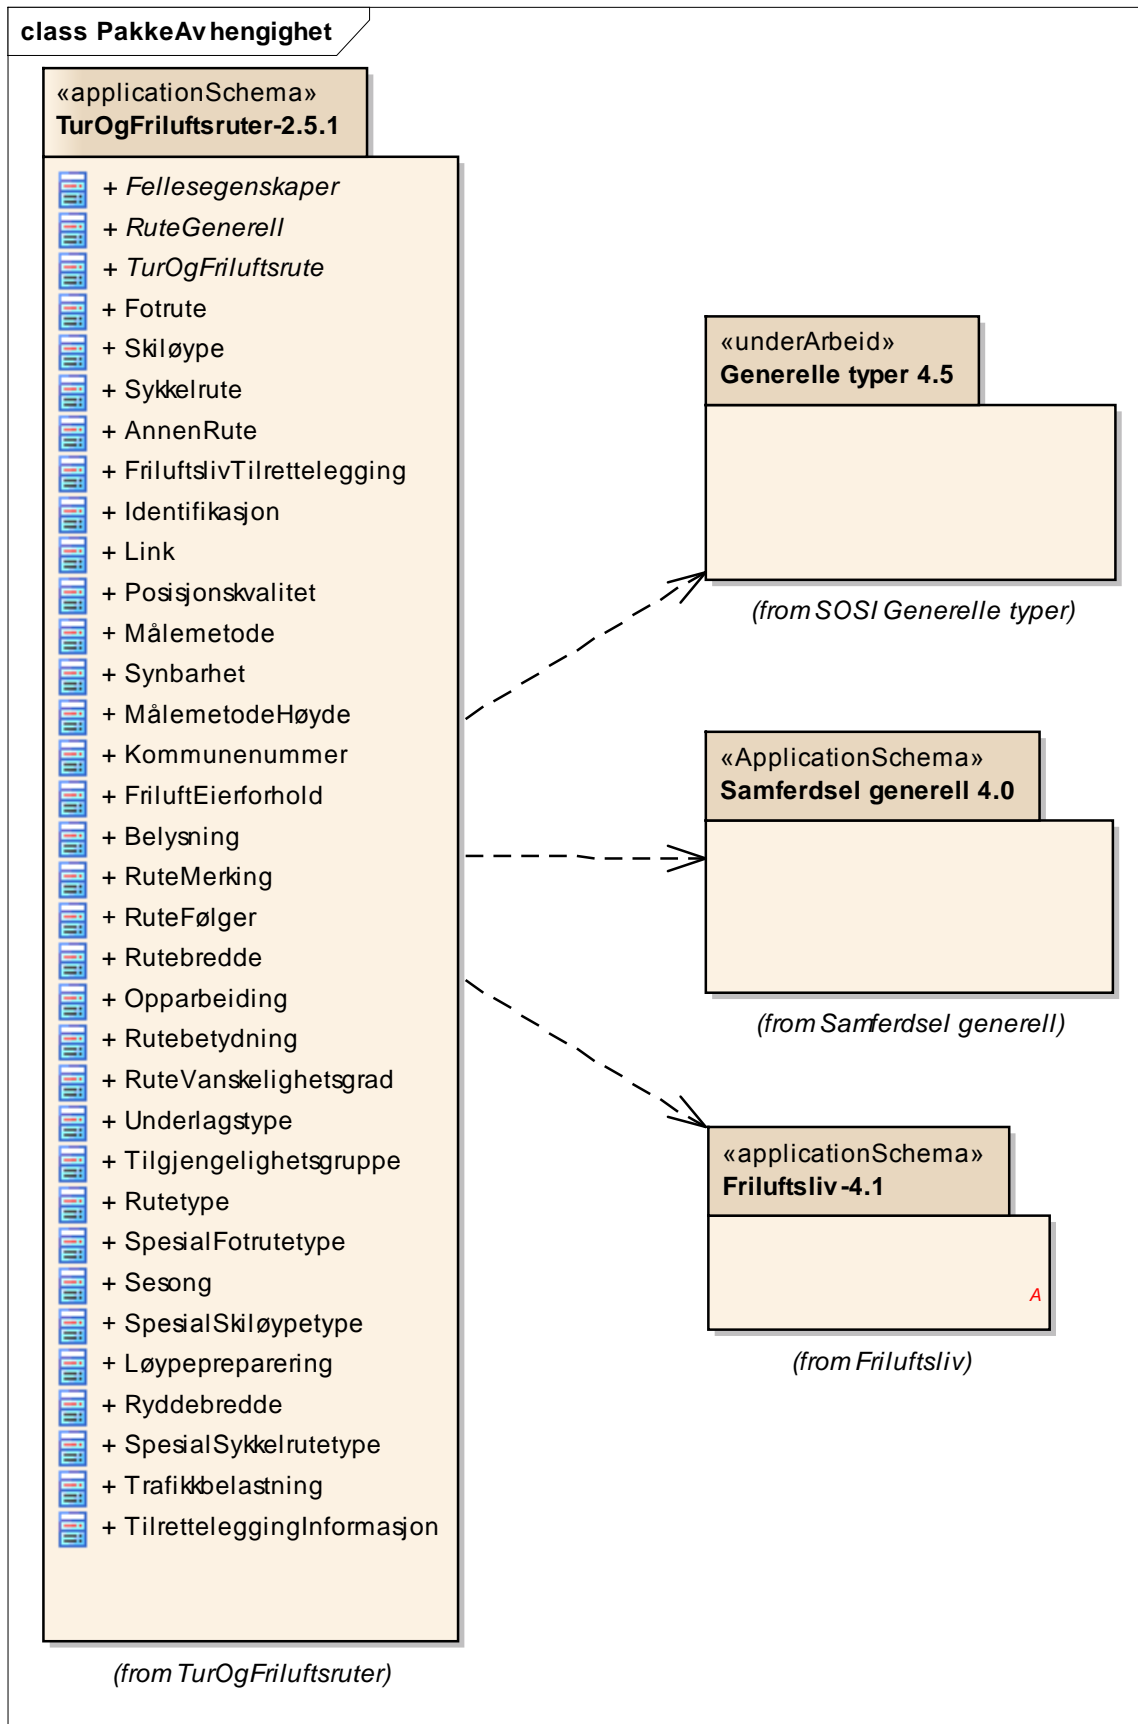 class PakkeAvhengighet
«applicationSchema»
TurOgFriluftsruter-2.5.1
+ Fellesegenskaper
+ RuteGenerell
+ TurOgFriluftsrute
+ Fotrute
+ Skiløype
+ Sykkelrute
+ AnnenRute
+ FriluftslivTilrettelegging
+ Identifikasjon
+ Link
+ Posisjonskvalitet
+ Målemetode
+ Synbarhet
+ MålemetodeHøyde
+ Kommunenummer
+ FriluftEierforhold
+ Belysning
+ RuteMerking
+ RuteFølger
+ Rutebredde
+ Opparbeiding
+ Rutebetydning
+ RuteVanskelighetsgrad
+ Underlagstype
+ Tilgjengelighetsgruppe
+ Rutetype
+ SpesialFotrutetype
+ Sesong
+ SpesialSkiløypetype
+ Løypepreparering
+ Ryddebredde
+ SpesialSykkelrutetype
+ Trafikkbelastning
+ TilretteleggingInformasjon
(from TurOgFriluftsruter)
«underArbeid»
Generelle typer 4.5
(from SOSI Generelle typer)
«ApplicationSchema»
Samferdsel generell 4.0
(from Samferdsel generell)
«applicationSchema»
Friluftsliv-4.1
A
(from Friluftsliv)